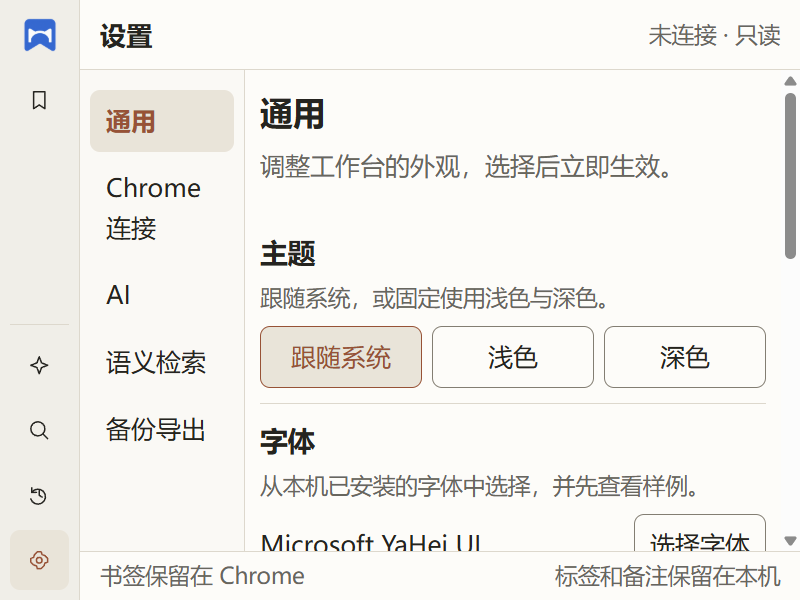 设置
未连接 · 只读
通用
Chrome
连接
AI
语义检索
备份导出
通用
调整工作台的外观，选择后立即生效。
主题
跟随系统，或固定使用浅色与深色。
跟随系统
浅色
深色
字体
从本机已安装的字体中选择，并先查看样例。
Microsoft YaHei UI
选择字体
书签保留在 Chrome
标签和备注保留在本机